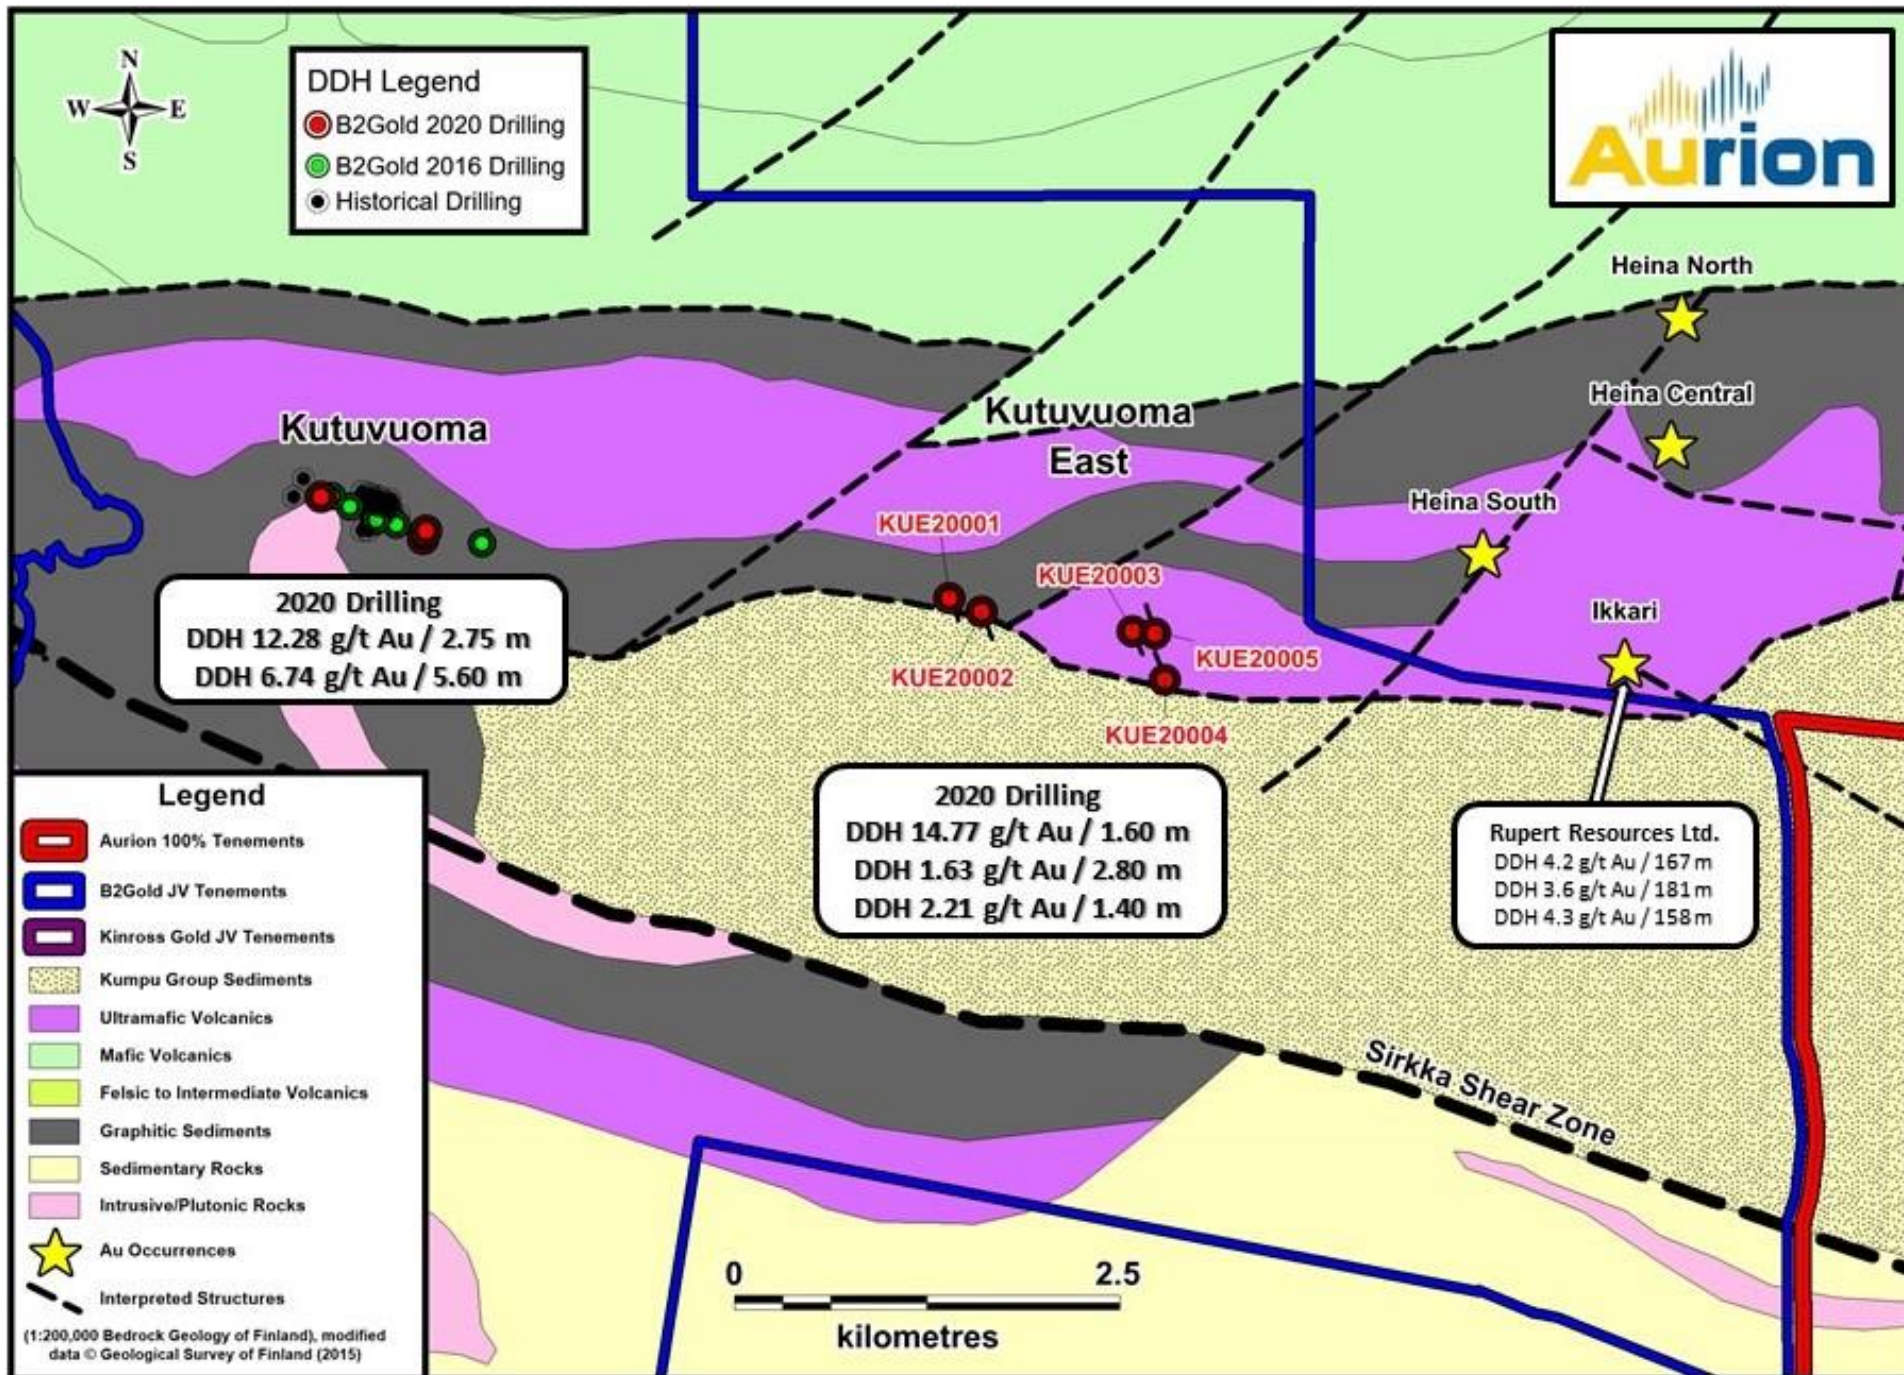 N
W E
S
DDH Legend
B2Gold 2020 Drilling
B2Gold 2016 Drilling
Historical Drilling
Aurion
Heina North
Heina Central
Heina South
Ikkari
Kutuvuoma
Kutuvuoma
East
KUE20001
KUE20003
KUE20002
KUE20005
KUE20004
2020 Drilling
DDH 12.28 g/t Au / 2.75 m
DDH 6.74 g/t Au / 5.60 m
2020 Drilling
DDH 14.77 g/t Au / 1.60 m
DDH 1.63 g/t Au / 2.80 m
DDH 2.21 g/t Au / 1.40 m
Rupert Resources Ltd.
DDH 4.2 g/t Au / 167 m
DDH 3.6 g/t Au / 181 m
DDH 4.3 g/t Au / 158 m
Sirkka Shear Zone
Legend
Aurion 100% Tenements
B2Gold JV Tenements
Kinross Gold JV Tenements
Kumpu Group Sediments
Ultramafic Volcanics
Mafic Volcanics
Felsic to Intermediate Volcanics
Graphitic Sediments
Sedimentary Rocks
Intrusive/Plutonic Rocks
Au Occurrences
Interpreted Structures
(1:200,000 Bedrock Geology of Finland), modified
data © Geological Survey of Finland (2015)
0 2.5
kilometres